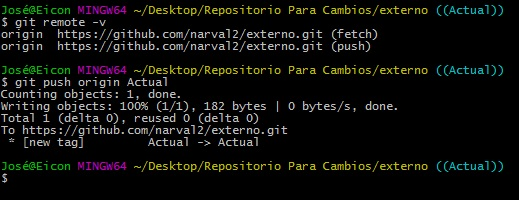 José@Eicon MINGW64 ~/Desktop/Repositorio Para Cambios/externo ((Actual))
$ git remote -v
origin  https://github.com/narval2/externo.git (fetch)
origin  https://github.com/narval2/externo.git (push)
José@Eicon MINGW64 ~/Desktop/Repositorio Para Cambios/externo ((Actual))
$ git push origin Actual
Counting objects: 1, done.
Writing objects: 100% (1/1), 182 bytes | 0 bytes/s, done.
Total 1 (delta 0), reused 0 (delta 0)
To https://github.com/narval2/externo.git
 * [new tag]         Actual -> Actual
José@Eicon MINGW64 ~/Desktop/Repositorio Para Cambios/externo ((Actual))
$